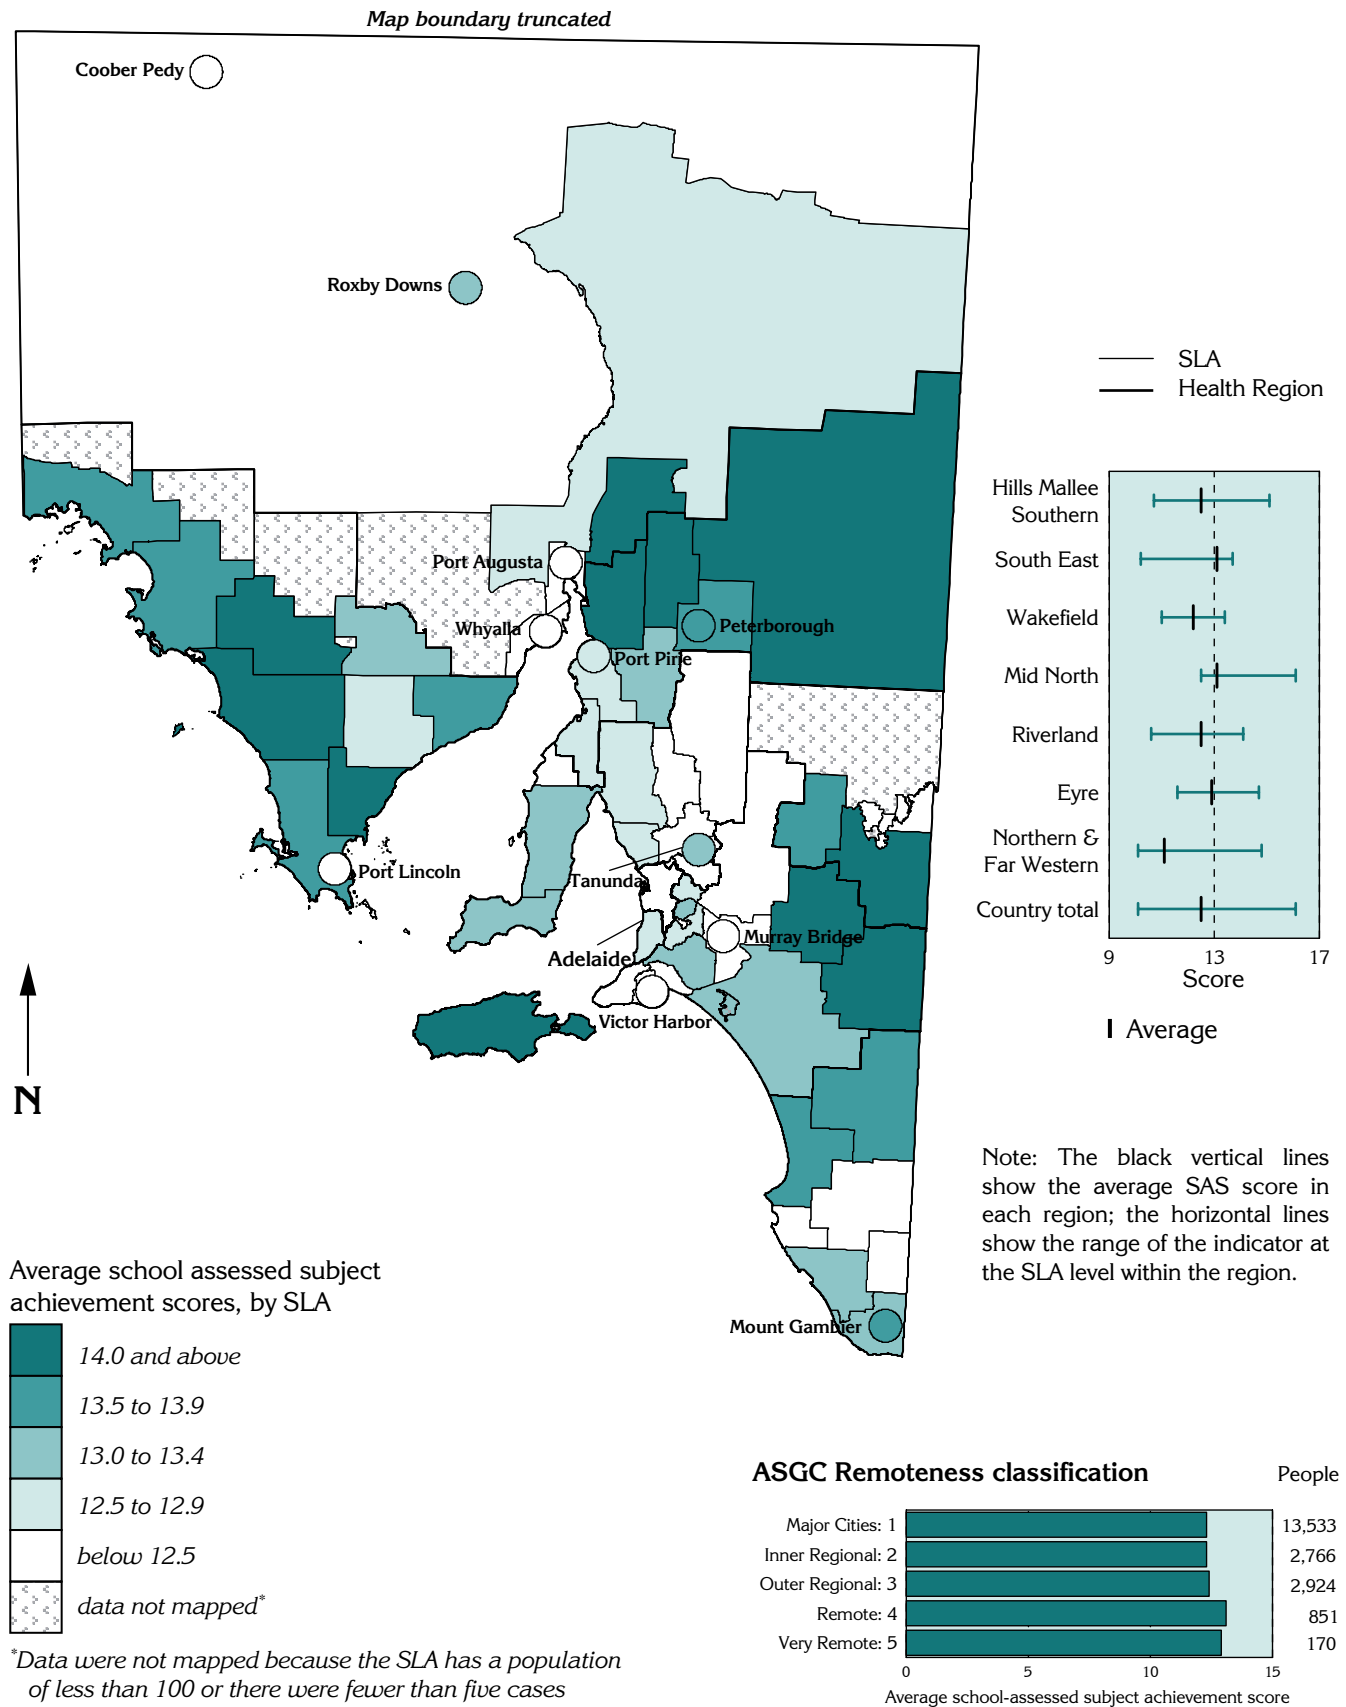 Map boundary truncated
Coober Pedy
Roxby Downs
SLA
Health Region
Port Augusta
Whyalla
Peterborough
Port Pirie
Port Lincoln
Tanunda
Murray Bridge
Adelaide
Victor Harbor
Mount Gambier
N
Hills Mallee
Southern
South East
Wakefield
Mid North
Riverland
Eyre
Northern &
Far Western
Country total
9 13 17
Score
Average
Note: The black vertical lines
show the average SAS score in
each region; the horizontal lines
show the range of the indicator at
the SLA level within the region.
Average school assessed subject
achievement scores, by SLA
14.0 and above
13.5 to 13.9
13.0 to 13.4
12.5 to 12.9
below 12.5
data not mapped*
*Data were not mapped because the SLA has a population
of less than 100 or there were fewer than five cases
ASGC Remoteness classification People
Major Cities: 1 13,533
Inner Regional: 2 2,766
Outer Regional: 3 2,924
Remote: 4 851
Very Remote: 5 170
0 5 10 15
Average school-assessed subject achievement score